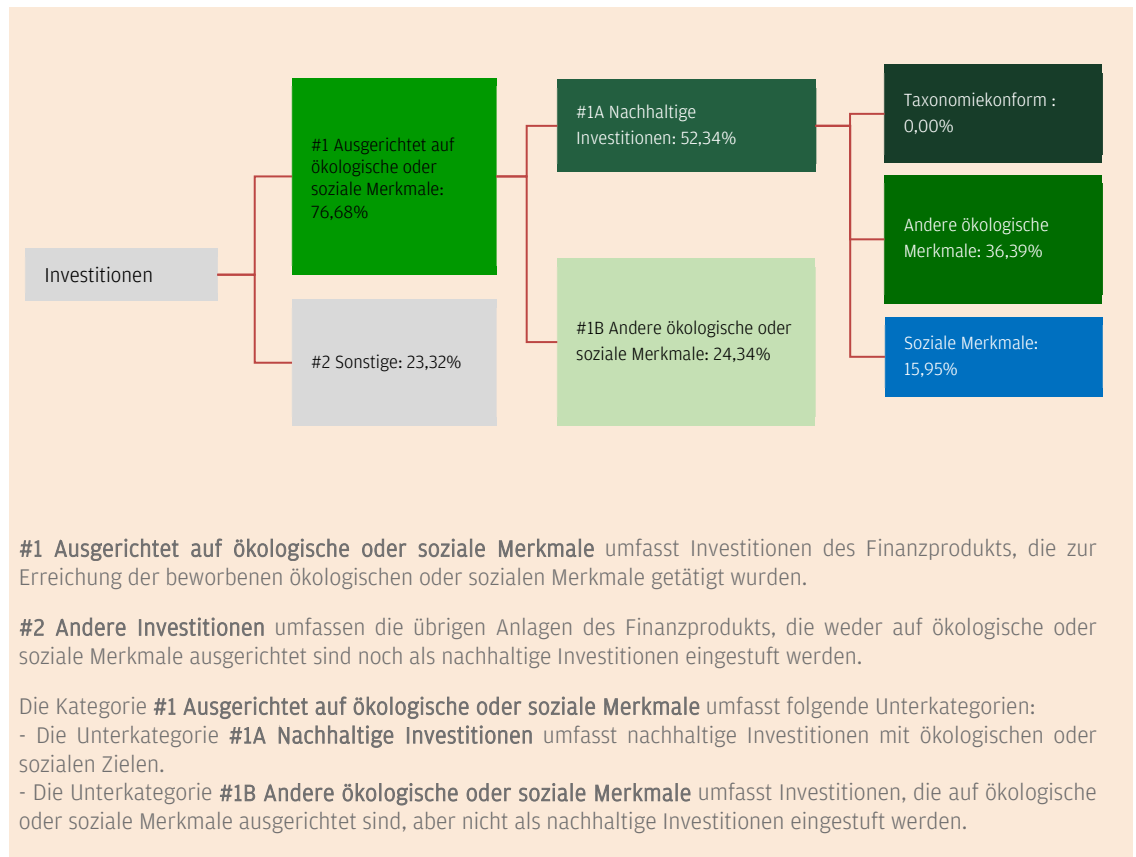 Investitionen
#1 Ausgerichtet auf
ökologische oder
soziale Merkmale:
76,68%
#2 Sonstige: 23,32%
#1A Nachhaltige
Investitionen: 52,34%
#1B Andere ökologische oder
soziale Merkmale: 24,34%
Taxonomiekonform :
0,00%
Andere ökologische
Merkmale: 36,39%
Soziale Merkmale:
15,95%
#1 Ausgerichtet auf ökologische oder soziale Merkmale umfasst Investitionen des Finanzprodukts, die zur
Erreichung der beworbenen ökologischen oder sozialen Merkmale getätigt wurden.
#2 Andere Investitionen umfassen die übrigen Anlagen des Finanzprodukts, die weder auf ökologische oder
soziale Merkmale ausgerichtet sind noch als nachhaltige Investitionen eingestuft werden.
Die Kategorie #1 Ausgerichtet auf ökologische oder soziale Merkmale umfasst folgende Unterkategorien:
- Die Unterkategorie #1A Nachhaltige Investitionen umfasst nachhaltige Investitionen mit ökologischen oder
sozialen Zielen.
- Die Unterkategorie #1B Andere ökologische oder soziale Merkmale umfasst Investitionen, die auf ökologische
oder soziale Merkmale ausgerichtet sind, aber nicht als nachhaltige Investitionen eingestuft werden.